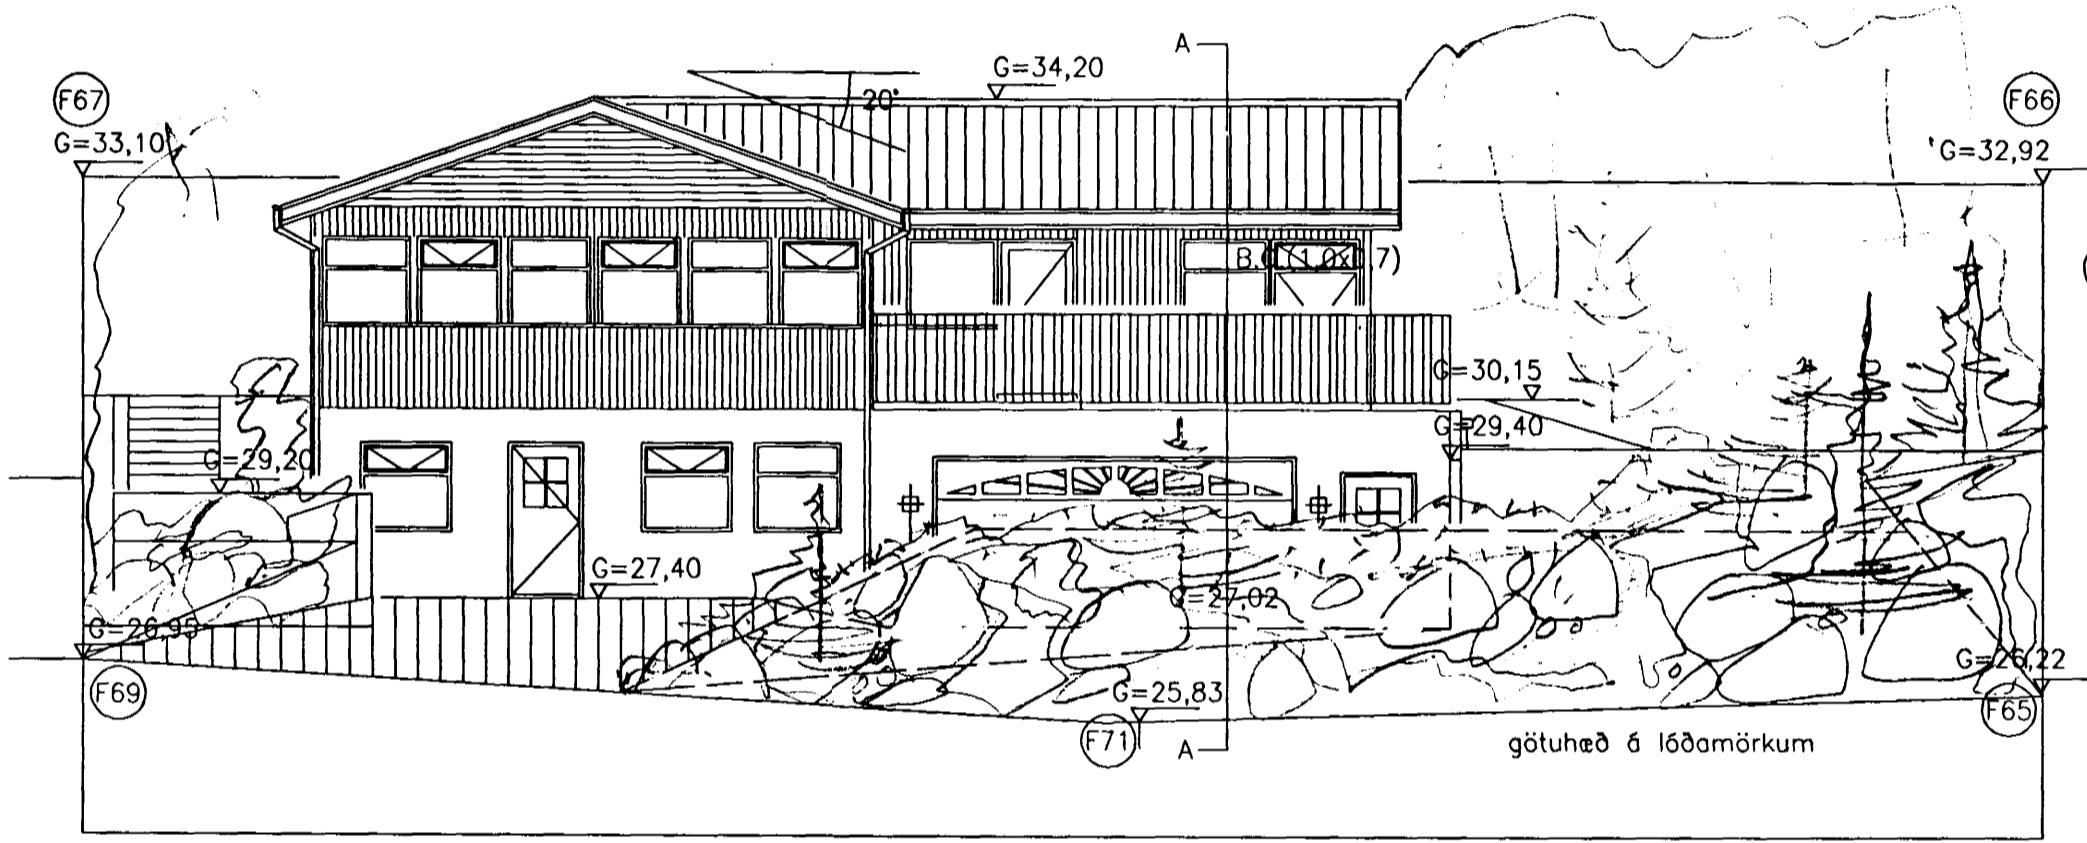 A
G=34,20
F67
F66
20°
G=33,10
G=32,92
G=30,15
G=29,40
G=29,20
G=27,40
G=27,02
G=26,95
G=26,22
F69
G=25,83
F65
F71
A
götuhæð á lóðamörkum